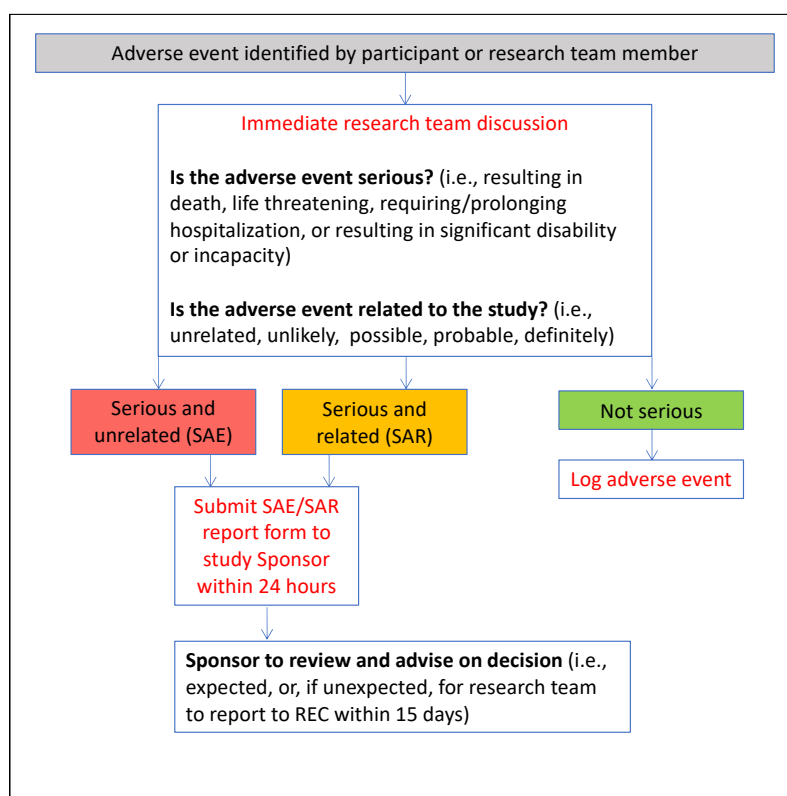 Adverse event identified by participant or research team member
Immediate research team discussion
Is the adverse event serious? (i.e., resulting in
death, life threatening, requiring/prolonging
hospitalization, or resulting in significant disability
or incapacity)
Is the adverse event related to the study? (i.e.,
unrelated, unlikely, possible, probable, definitely)
Serious and
unrelated (SAE)
Serious and
related (SAR)
Not serious
Log adverse event
Submit SAE/SAR
report form to
study Sponsor
within 24 hours
Sponsor to review and advise on decision (i.e.,
expected, or, if unexpected, for research team
to report to REC within 15 days)